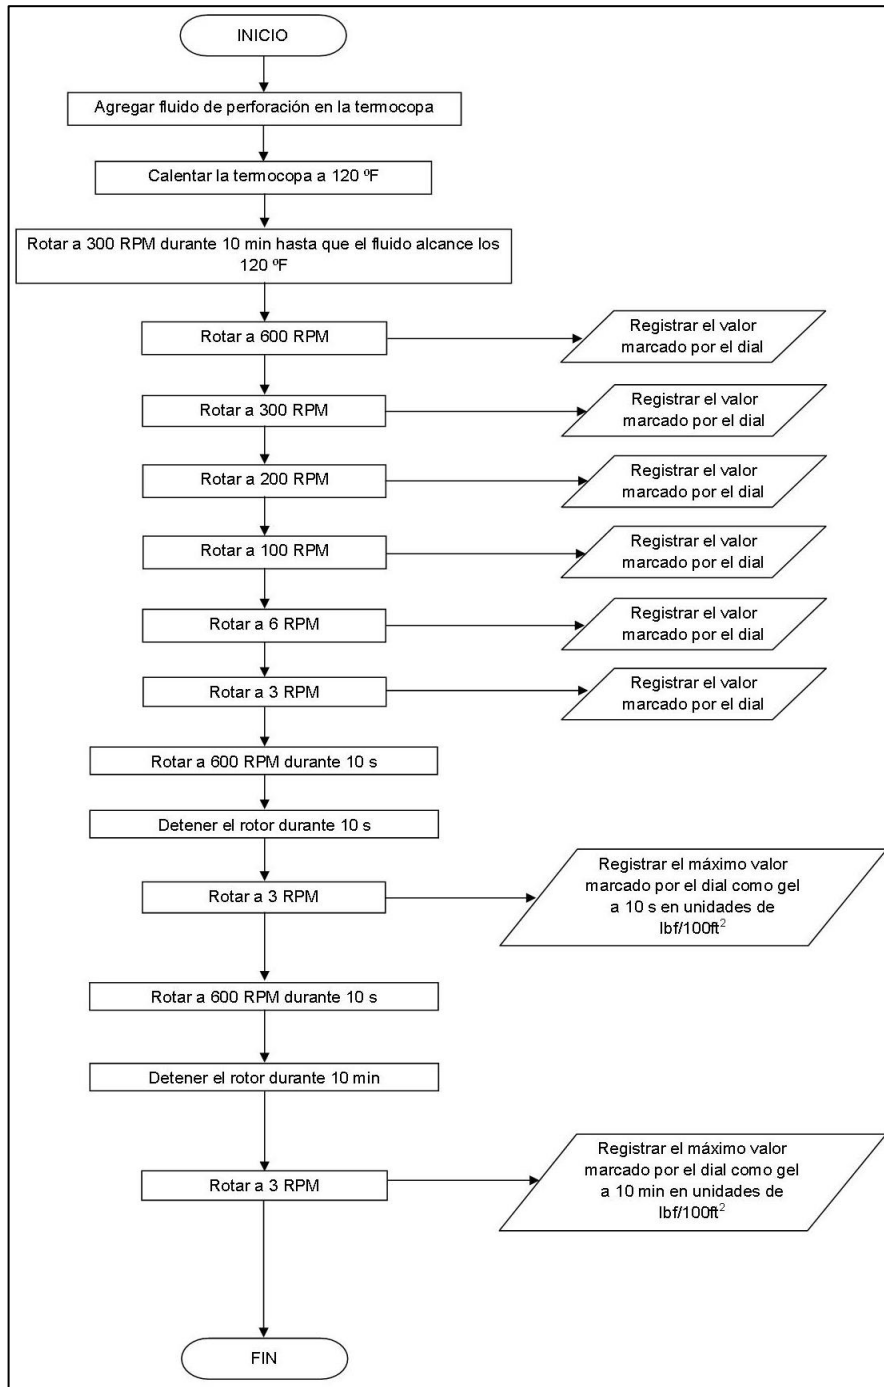 INICIO
Agregar fluido de perforación en la termocopa
Calentar la termocopa a 120 ºF
Rotar a 300 RPM durante 10 min hasta que el fluido alcance los
120 ºF
Rotar a 600 RPM
Registrar el valor
marcado por el dial
Rotar a 300 RPM
Registrar el valor
marcado por el dial
Rotar a 200 RPM
Registrar el valor
marcado por el dial
Rotar a 100 RPM
Registrar el valor
marcado por el dial
Rotar a 6 RPM
Registrar el valor
marcado por el dial
Rotar a 3 RPM
Registrar el valor
marcado por el dial
Rotar a 600 RPM durante 10 s
Detener el rotor durante 10 s
Rotar a 3 RPM
Registrar el máximo valor
marcado por el dial como gel
a 10 s en unidades de
lbf/100ft²
Rotar a 600 RPM durante 10 s
Detener el rotor durante 10 min
Rotar a 3 RPM
Registrar el máximo valor
marcado por el dial como gel
a 10 min en unidades de
lbf/100ft²
FIN